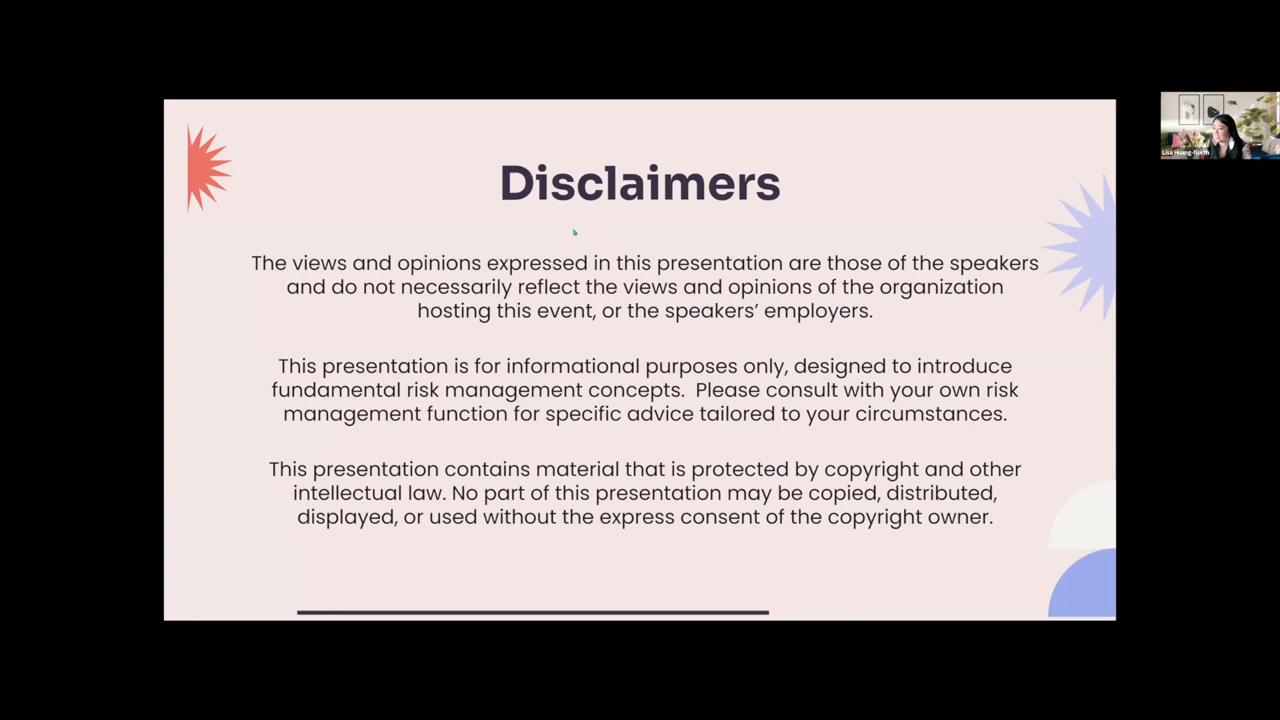 Disclaimers
Lisa Huang-North
The views and opinions expressed in this presentation are those of the speakers
and do not necessarily reflect the views and opinions of the organization
hosting this event, or the speakers’ employers.
This presentation is for informational purposes only, designed to introduce
fundamental risk management concepts.  Please consult with your own risk
management function for specific advice tailored to your circumstances.
This presentation contains material that is protected by copyright and other
intellectual law. No part of this presentation may be copied, distributed,
displayed, or used without the express consent of the copyright owner.